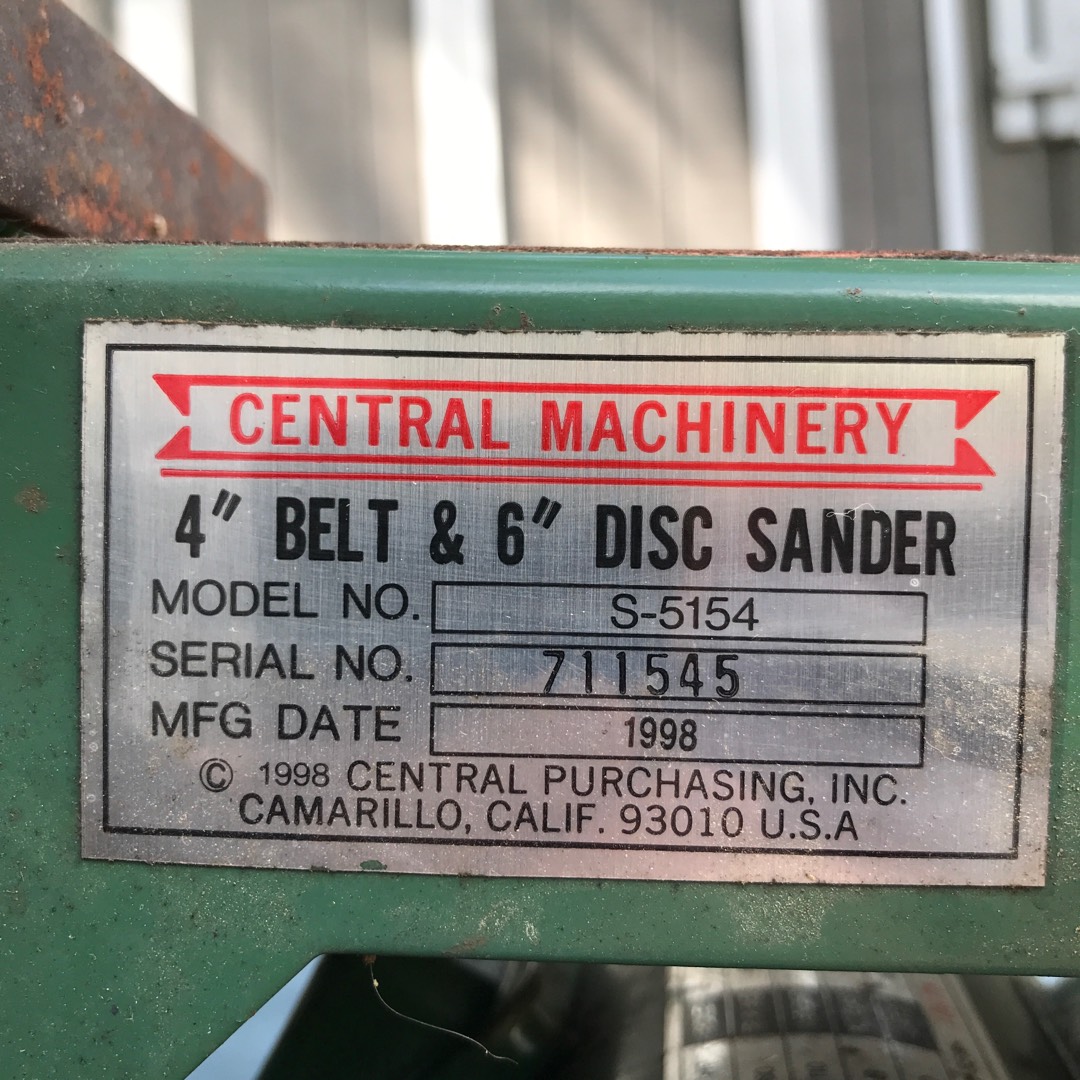 CENTRAL MACHINERY
4" BELT & 6" DISC SANDER
MODEL NO. S-5154
SERIAL NO. 711545
MFG DATE 1998
© 1998 CENTRAL PURCHASING, INC.
CAMARILLO, CALIF. 93010 U.S.A